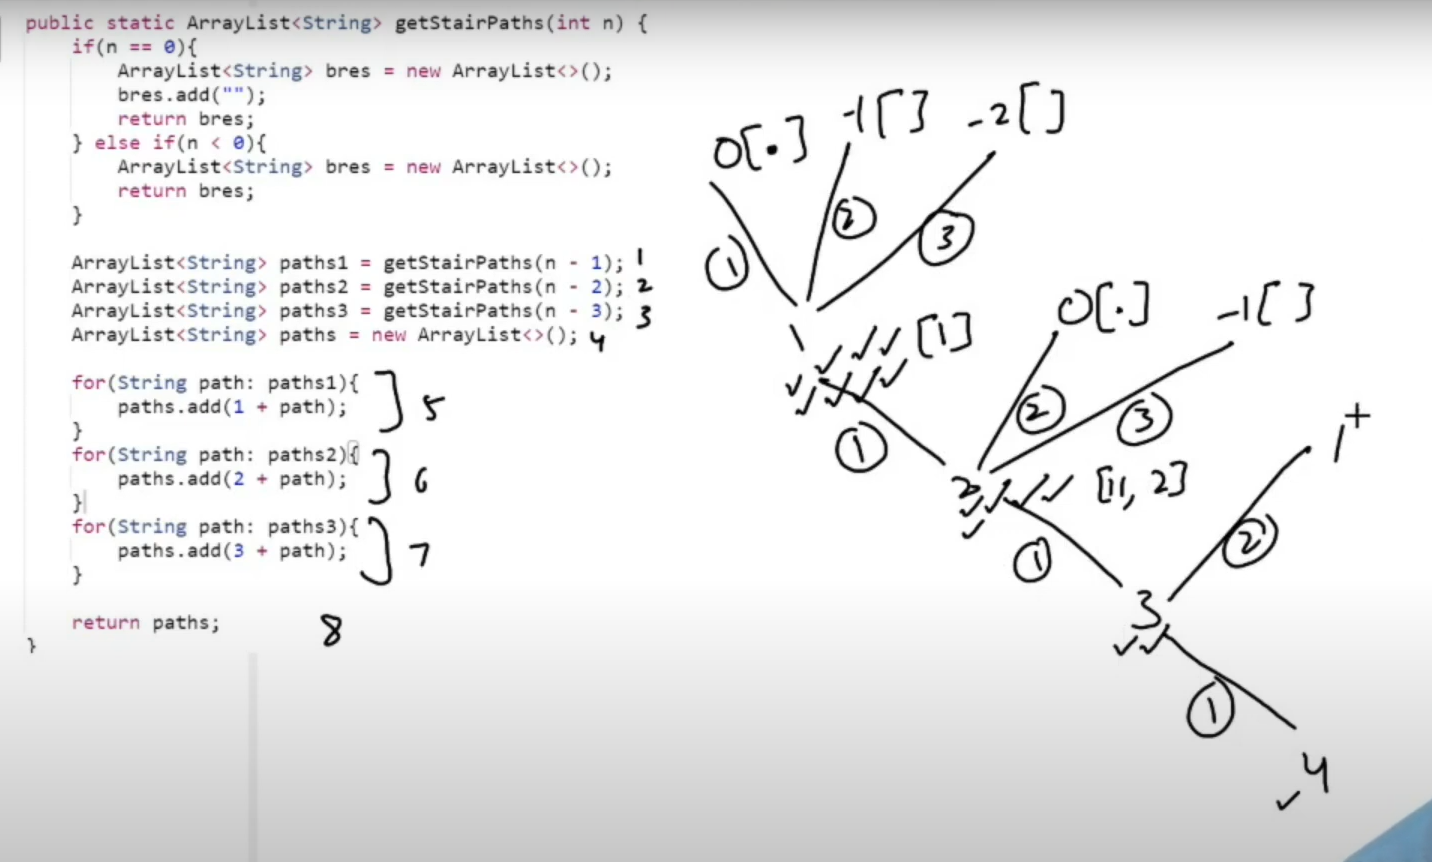 public static ArrayList<String> getStairPaths(int n) {
if(n == 0){
ArrayList<String> bres = new ArrayList<>();
bres.add("");
return bres;
} else if(n < 0){
ArrayList<String> bres = new ArrayList<>();
return bres;
}
ArrayList<String> paths1 = getStairPaths(n - 1); 1
ArrayList<String> paths2 = getStairPaths(n - 2); 2
ArrayList<String> paths3 = getStairPaths(n - 3); 3
ArrayList<String> paths = new ArrayList<>(); 4
for(String path: paths1){
paths.add(1 + path); 5
}
for(String path: paths2){
paths.add(2 + path); 6
}
for(String path: paths3){
paths.add(3 + path); 7
}
return paths; 8
}
0[.] -1[ ] -2[ ]
1 2 3
1 [1]
0[.] -1[ ]
1 2 3
2 [11, 2]
1+
1 2
3
1
4